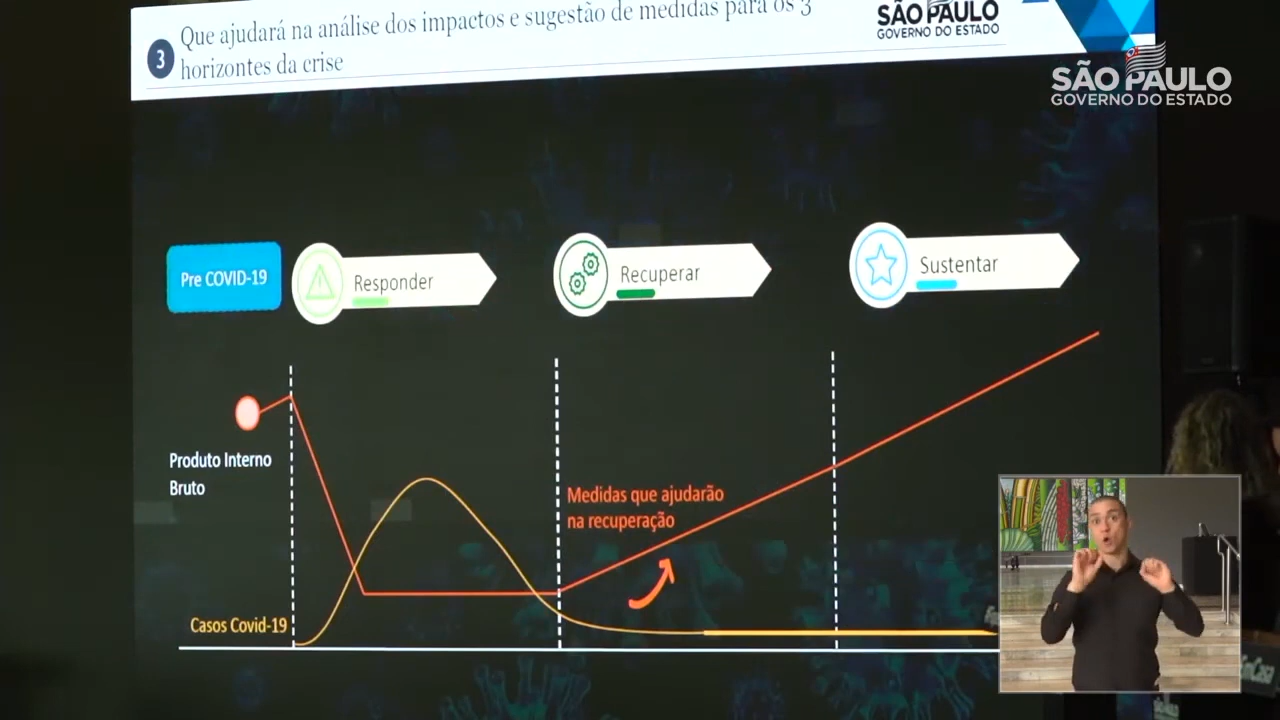 3
Que ajudará na análise dos impactos e sugestão de medidas para os 3
horizontes da crise
SÃO PAULO
GOVERNO DO ESTADO
SÃO PAULO
GOVERNO DO ESTADO
Pre COVID-19
Responder
Recuperar
Sustentar
Produto Interno
Bruto
Medidas que ajudarão
na recuperação
Casos Covid-19